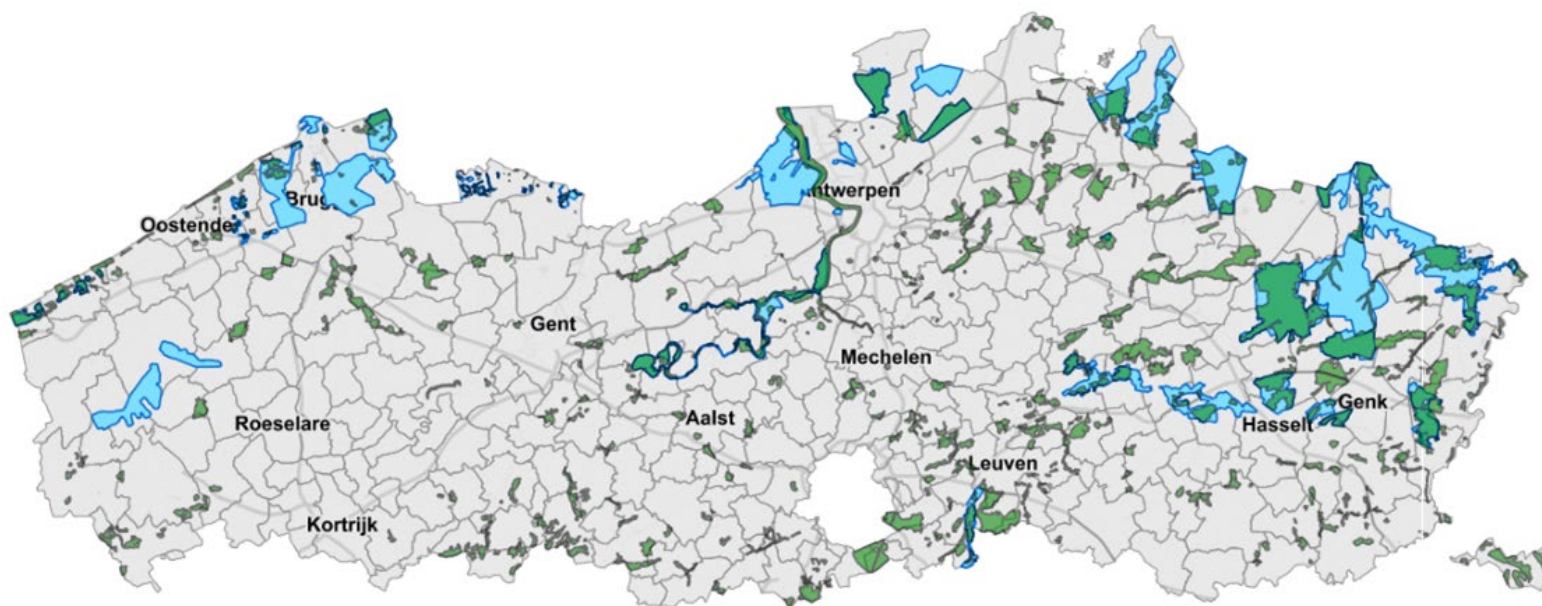 Brug
Oostende
ntwerpen
Gent
Mechelen
Roeselare
Aalst
Genk
Hasselt
Leuven
Kortrijk